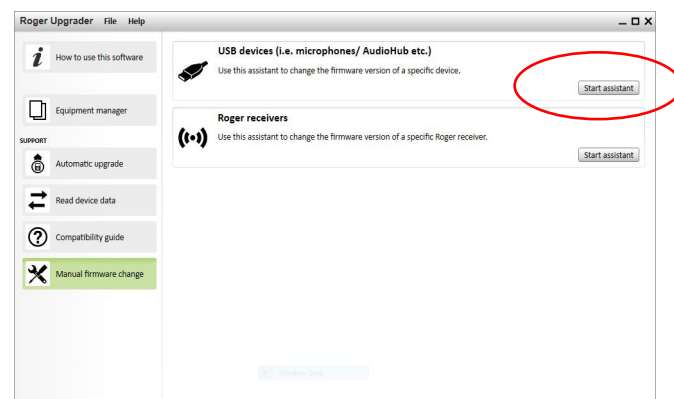 Roger Upgrader File Help
How to use this software
Equipment manager
SUPPORT
Automatic upgrade
Read device data
Compatibility guide
Manual firmware change
USB devices (i.e. microphones/ AudioHub etc.)
Use this assistant to change the firmware version of a specific device.
Start assistant
Roger receivers
Use this assistant to change the firmware version of a specific Roger receiver.
Start assistant